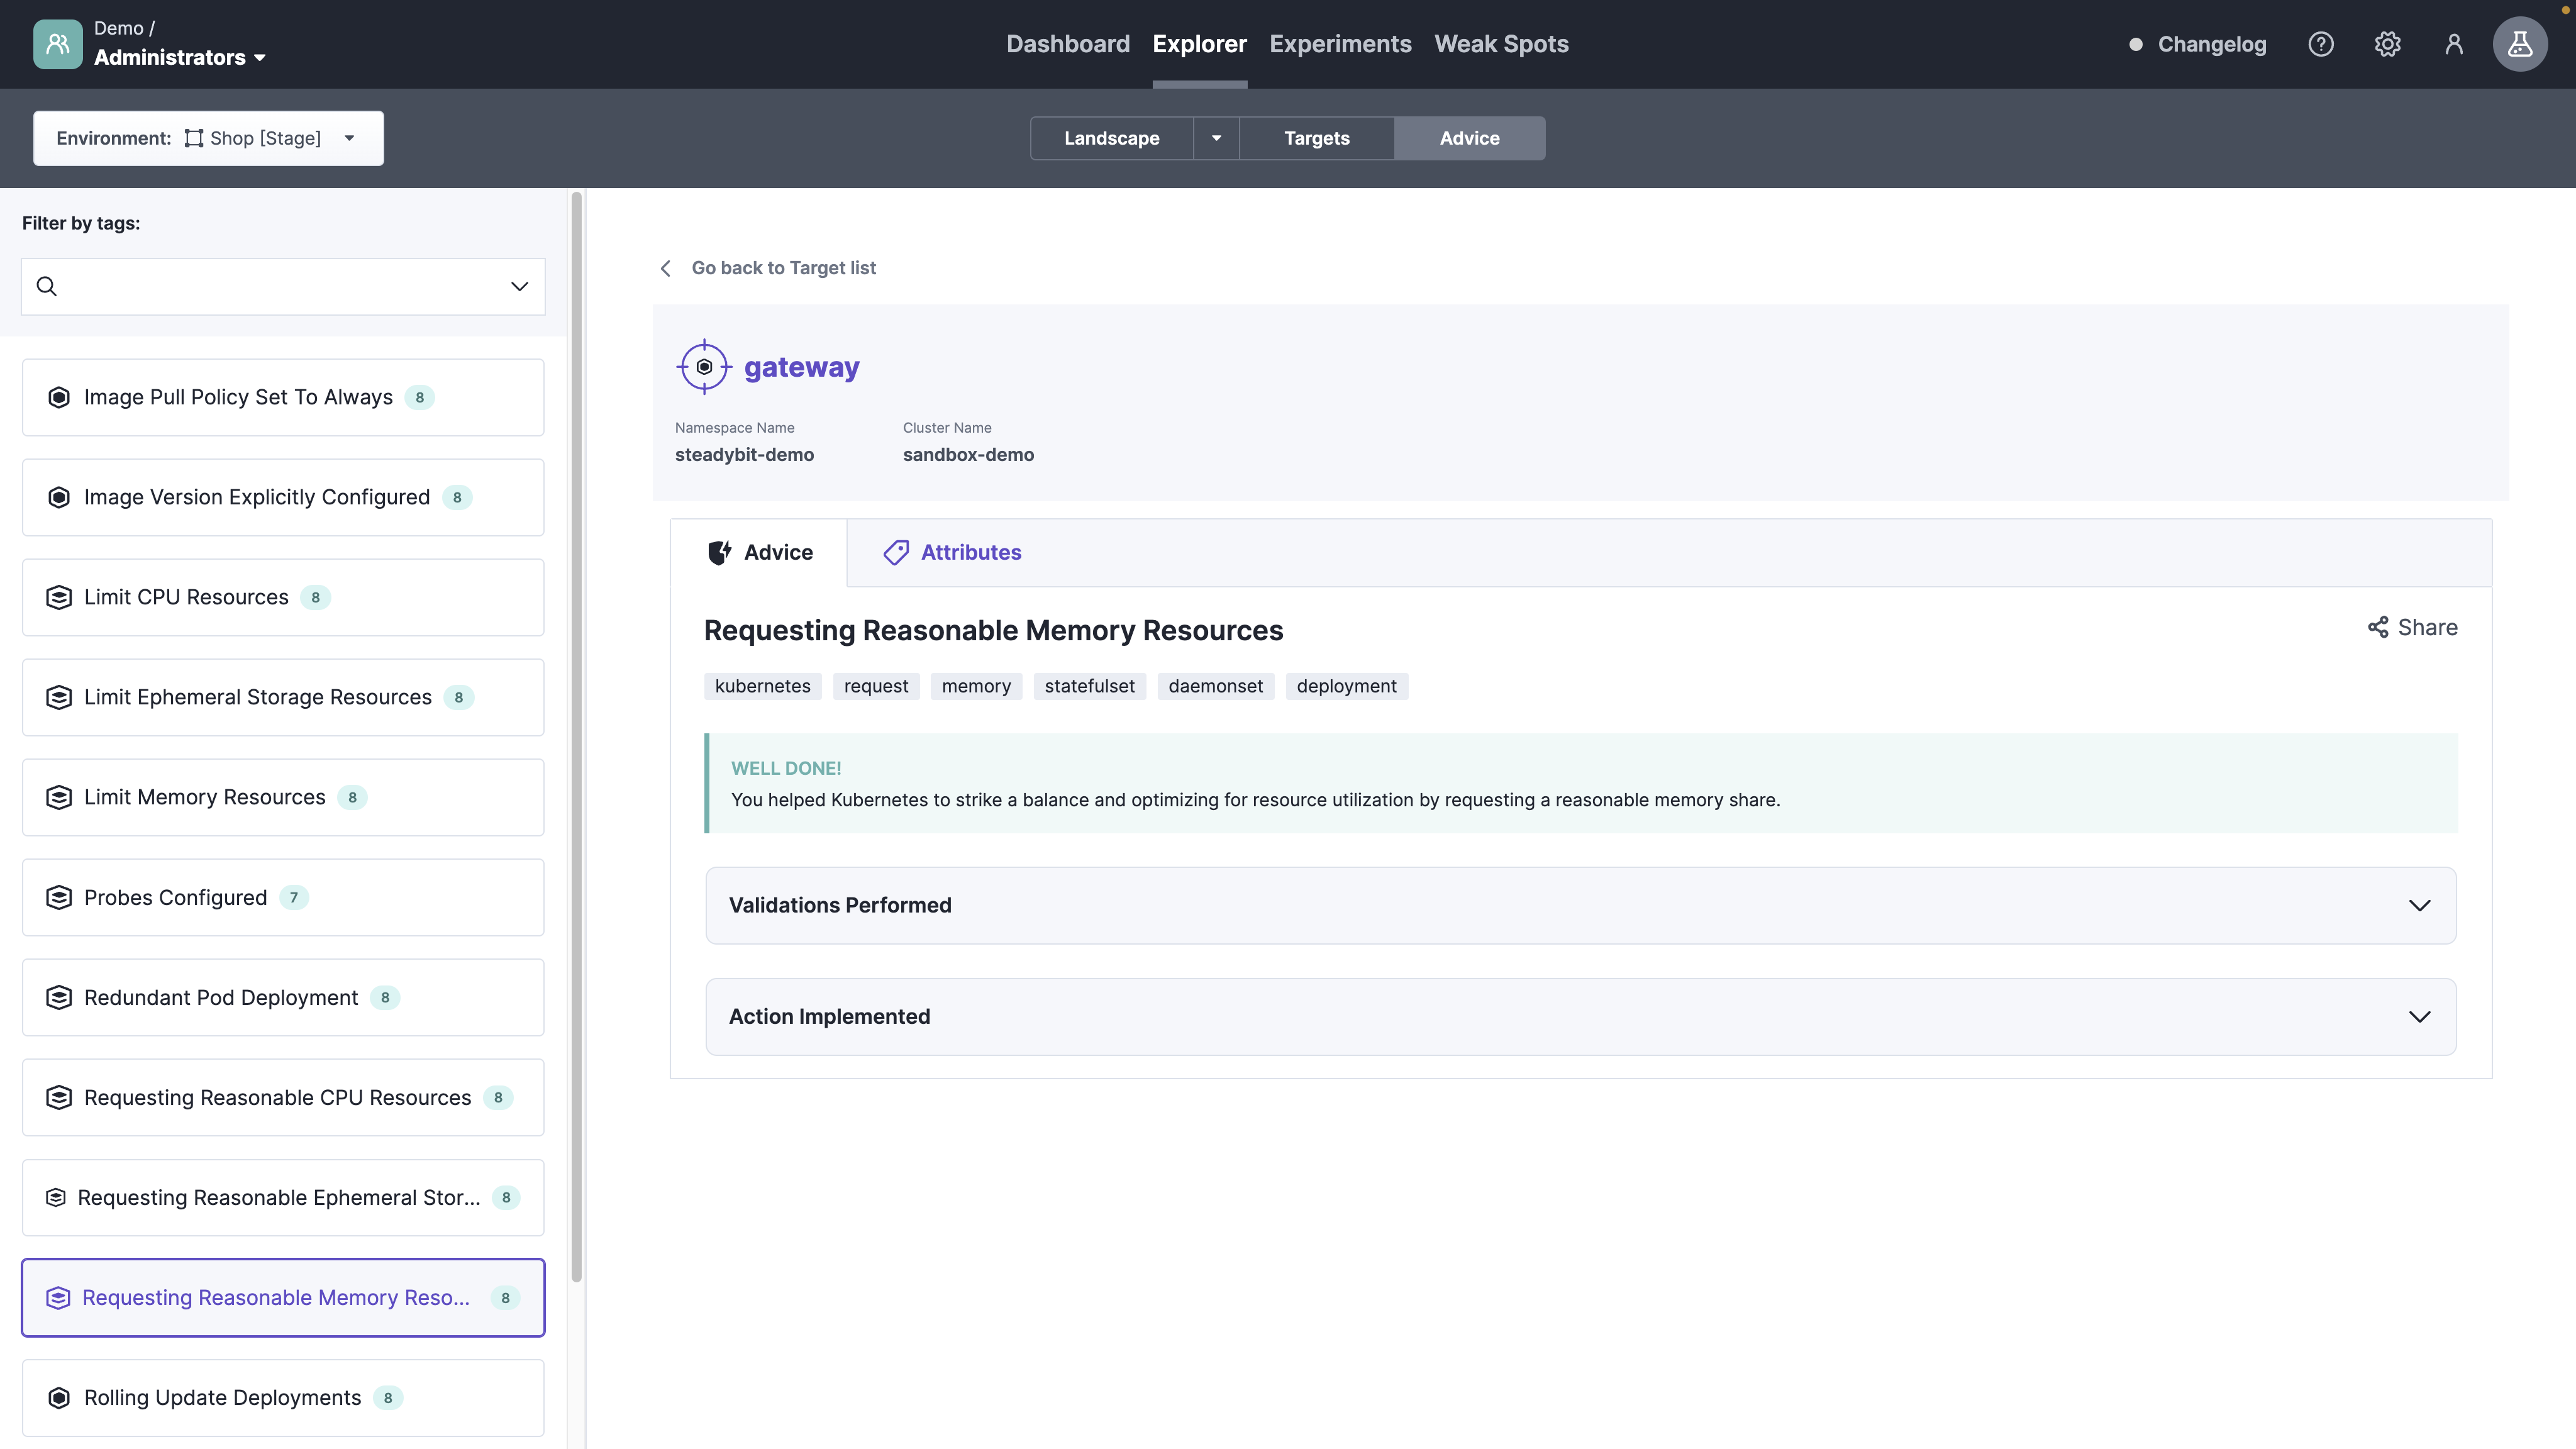 Demo /
Administrators
Dashboard Explorer Experiments Weak Spots
Changelog
Environment: Shop [Stage]
Landscape Targets Advice
Filter by tags:
Image Pull Policy Set To Always 8
Image Version Explicitly Configured 8
Limit CPU Resources 8
Limit Ephemeral Storage Resources 8
Limit Memory Resources 8
Probes Configured 7
Redundant Pod Deployment 8
Requesting Reasonable CPU Resources 8
Requesting Reasonable Ephemeral Stor... 8
Requesting Reasonable Memory Reso... 8
Rolling Update Deployments 8
Go back to Target list
gateway
Namespace Name Cluster Name
steadybit-demo sandbox-demo
Advice Attributes
Requesting Reasonable Memory Resources
Share
kubernetes request memory statefulset daemonset deployment
WELL DONE!
You helped Kubernetes to strike a balance and optimizing for resource utilization by requesting a reasonable memory share.
Validations Performed
Action Implemented